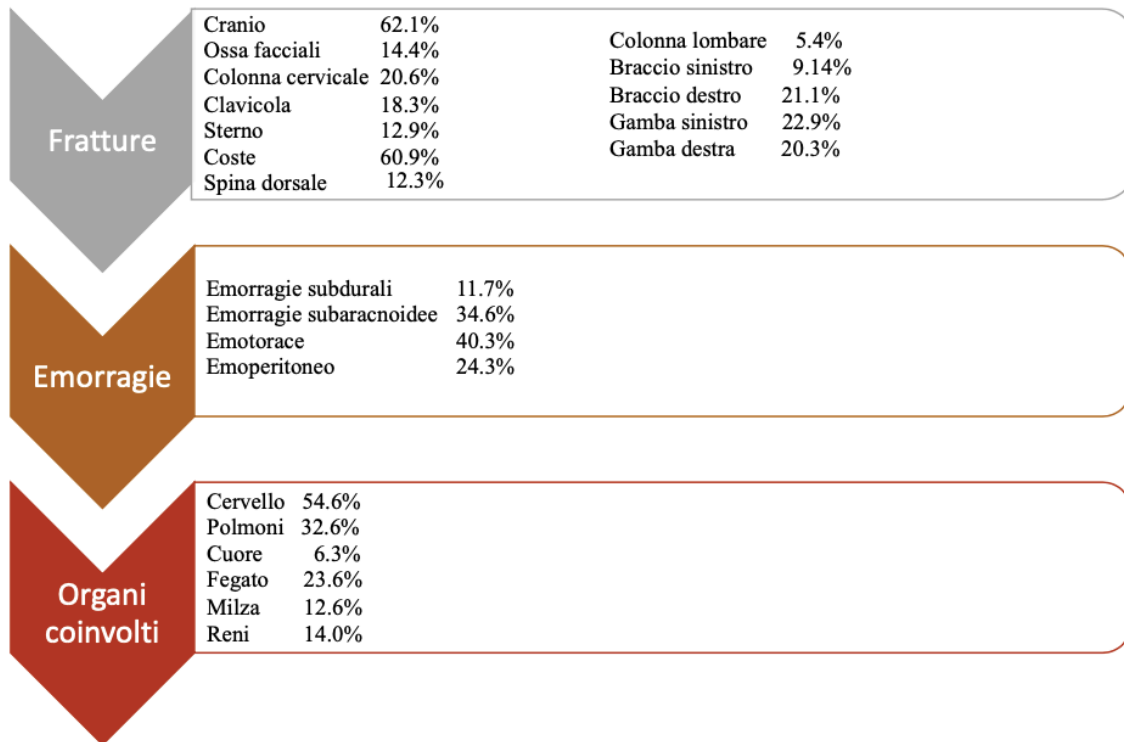 Fratture
Cranio 62.1%
Ossa facciali 14.4%
Colonna cervicale 20.6%
Clavicola 18.3%
Sterno 12.9%
Coste 60.9%
Spina dorsale 12.3%
Colonna lombare 5.4%
Braccio sinistro 9.14%
Braccio destro 21.1%
Gamba sinistro 22.9%
Gamba destra 20.3%
Emorragie
Emorragie subdurali 11.7%
Emorragie subaracnoidee 34.6%
Emotorace 40.3%
Emoperitoneo 24.3%
Organi
coinvolti
Cervello 54.6%
Polmoni 32.6%
Cuore 6.3%
Fegato 23.6%
Milza 12.6%
Reni 14.0%